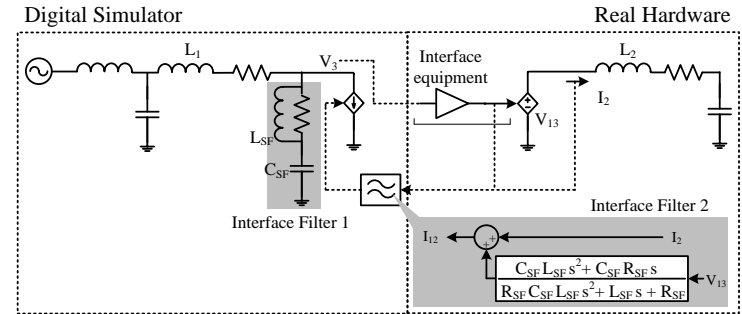 Digital Simulator
Real Hardware
L1
V3
Interface
equipment
L2
I2
V13
LSF
CSF
Interface Filter 1
Interface Filter 2
I12
+
+
I2
CSF LSF s²+ CSF RSF s
RSF CSF LSF s²+ LSF s + RSF
V13